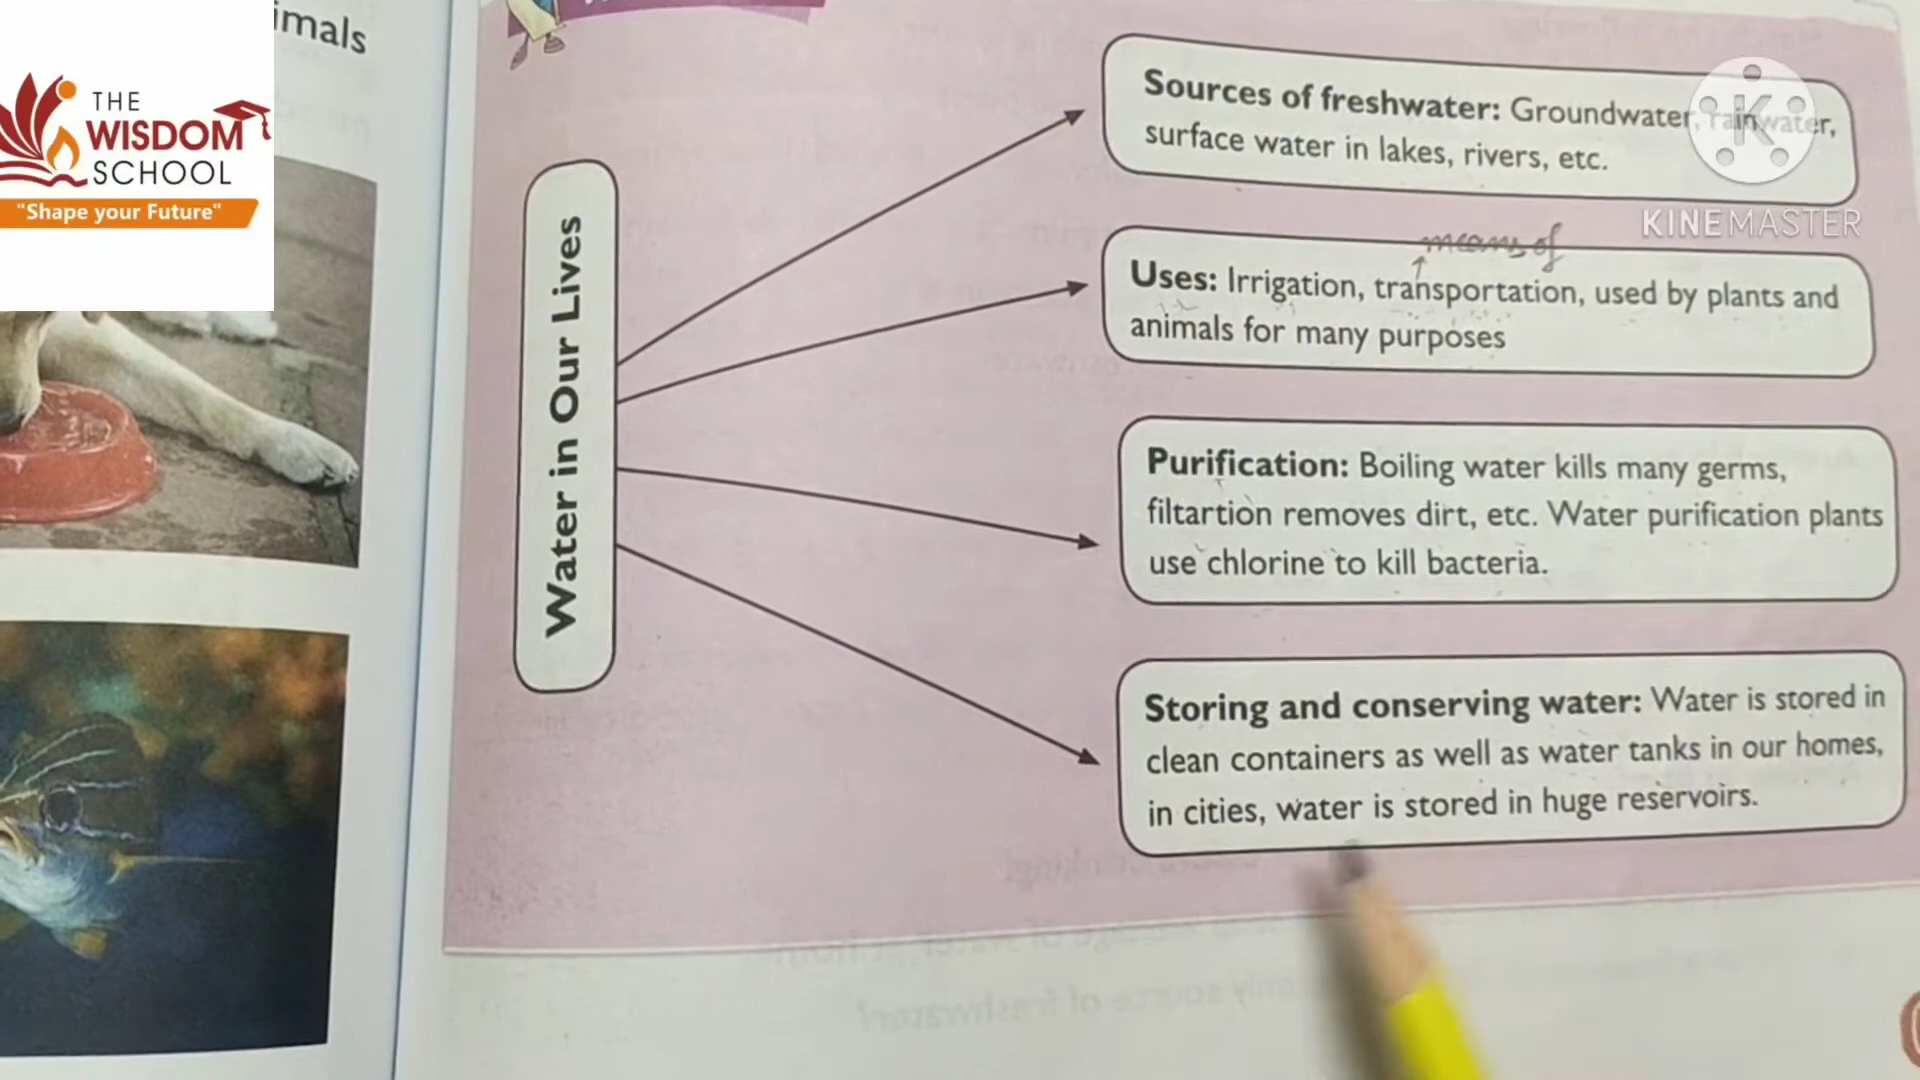 imals
THE
WISDOM
SCHOOL
"Shape your Future"
Water in Our Lives
Sources of freshwater: Groundwater, rainwater,
surface water in lakes, rivers, etc.
KINEMASTER
means of
Uses: Irrigation, transportation, used by plants and
animals for many purposes
Purification: Boiling water kills many germs,
filtartion removes dirt, etc. Water purification plants
use chlorine to kill bacteria.
Storing and conserving water: Water is stored in
clean containers as well as water tanks in our homes,
in cities, water is stored in huge reservoirs.